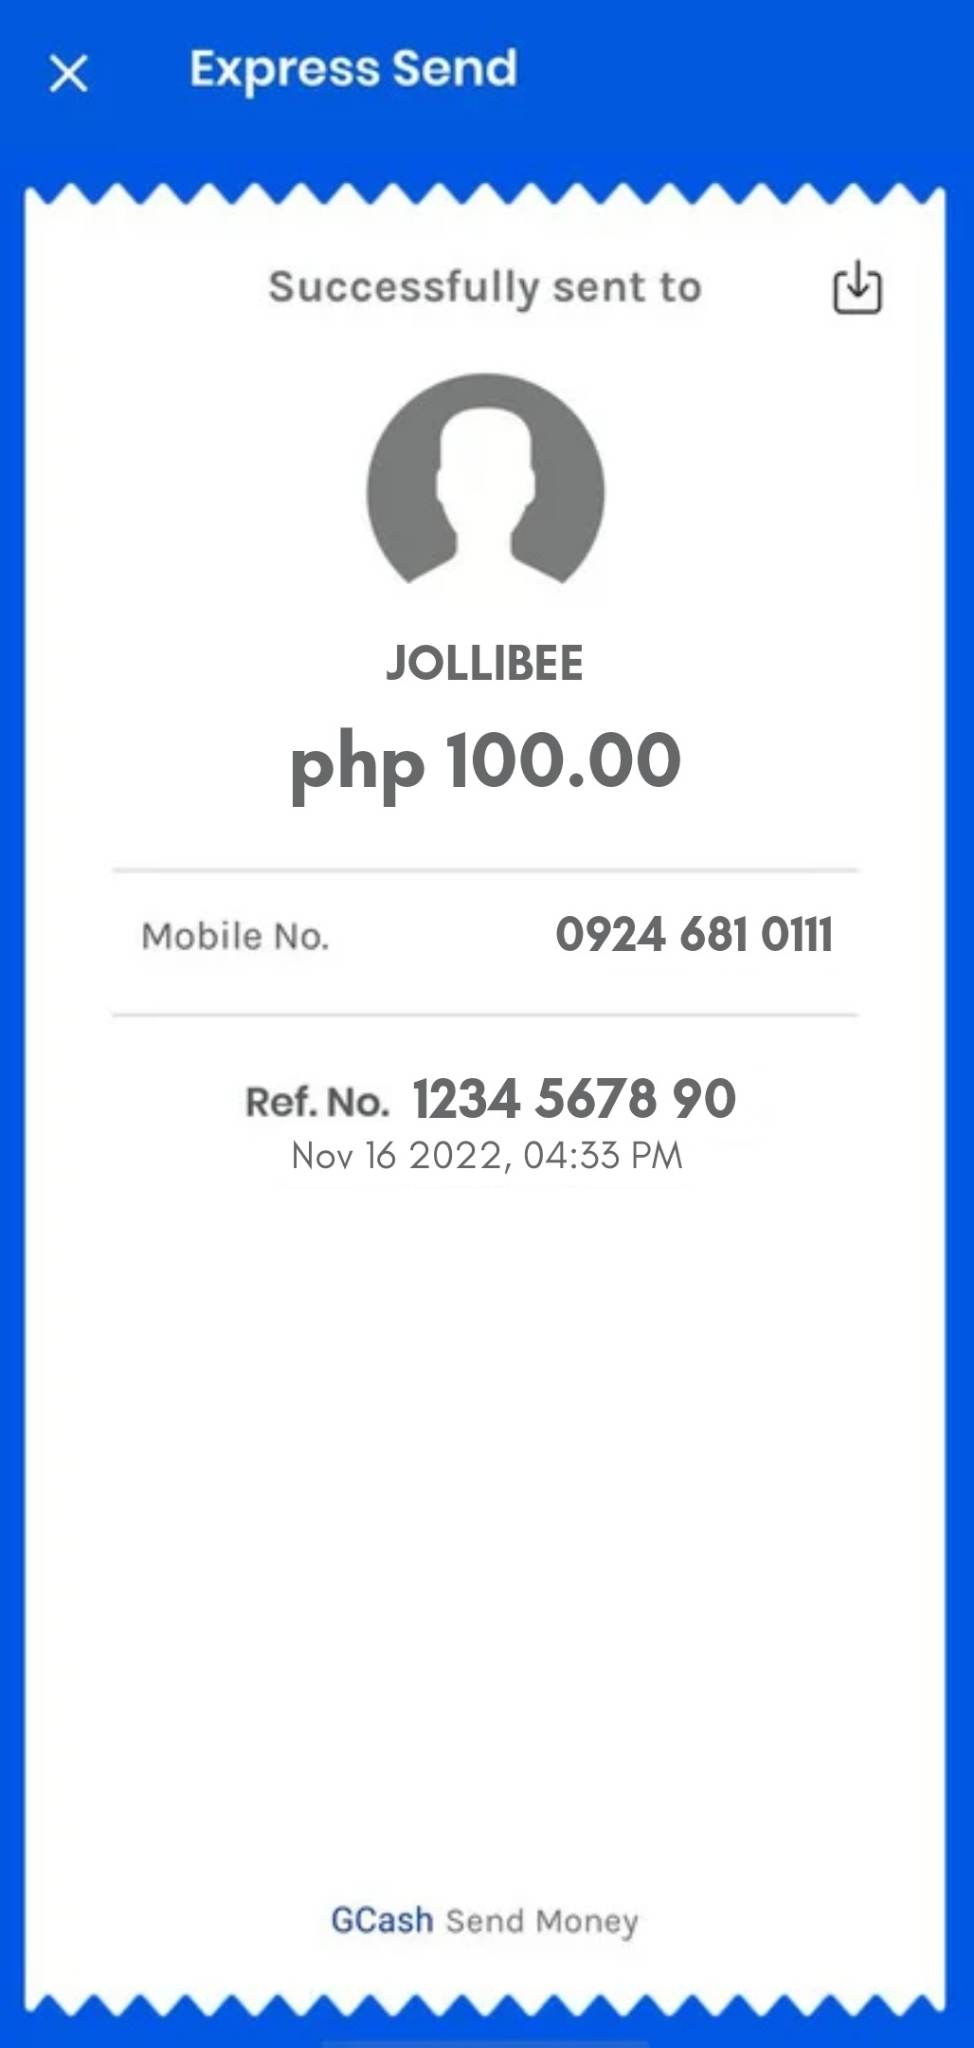 Express Send
Successfully sent to
JOLLIBEE
php 100.00
Mobile No. 0924 681 0111
Ref. No. 1234 5678 90
Nov 16 2022, 04:33 PM
GCash Send Money